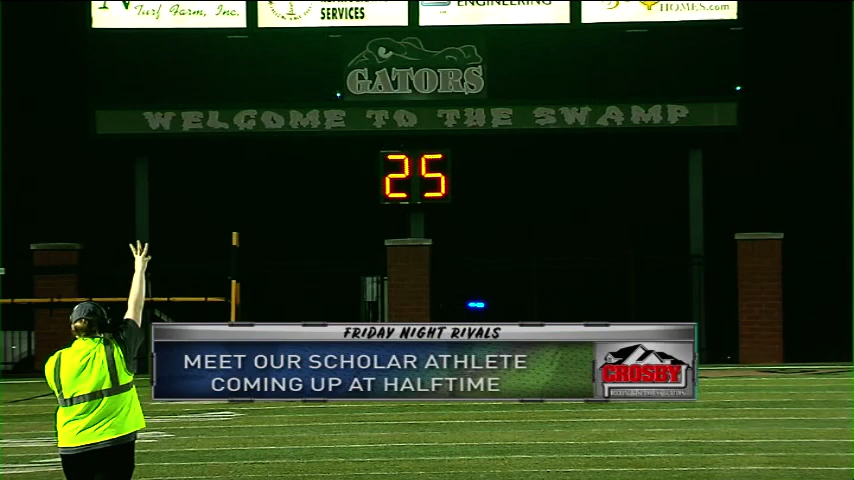 Turf Farm, Inc.
SERVICES
ENGINEERING
HOMES.com
GATORS
WELCOME TO THE SWAMP
25
FRIDAY NIGHT RIVALS
MEET OUR SCHOLAR ATHLETE
COMING UP AT HALFTIME
CROSBY